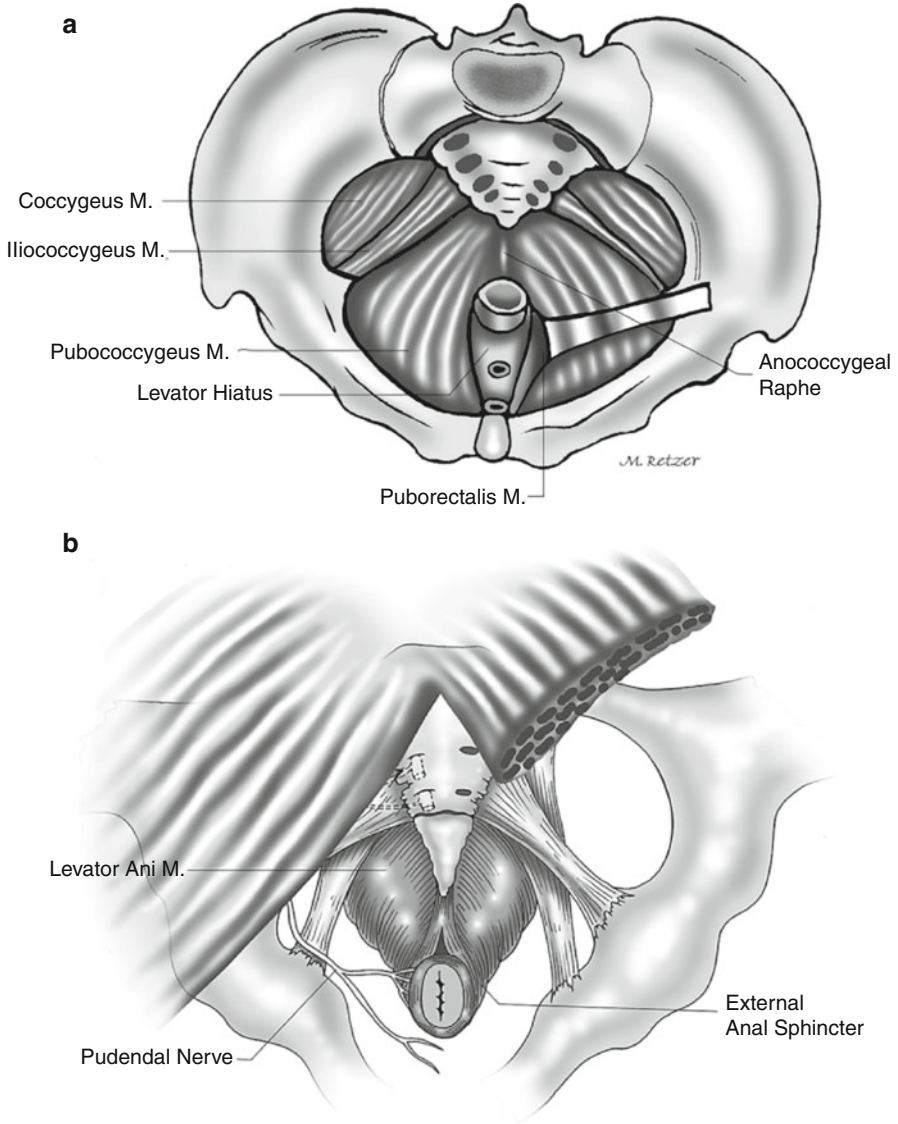 a
Coccygeus M.
Iliococcygeus M.
Pubococcygeus M.
Levator Hiatus
Anococcygeal
Raphe
M. Retzer
Puborectalis M.
b
Levator Ani M.
External
Anal Sphincter
Pudendal Nerve